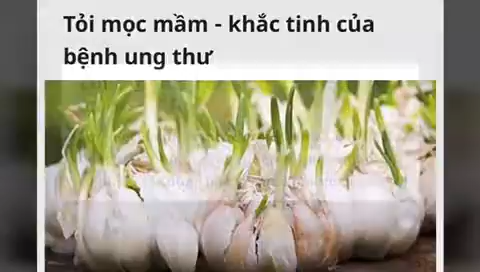 Tỏi mọc mầm - khắc tinh của
bệnh ung thư